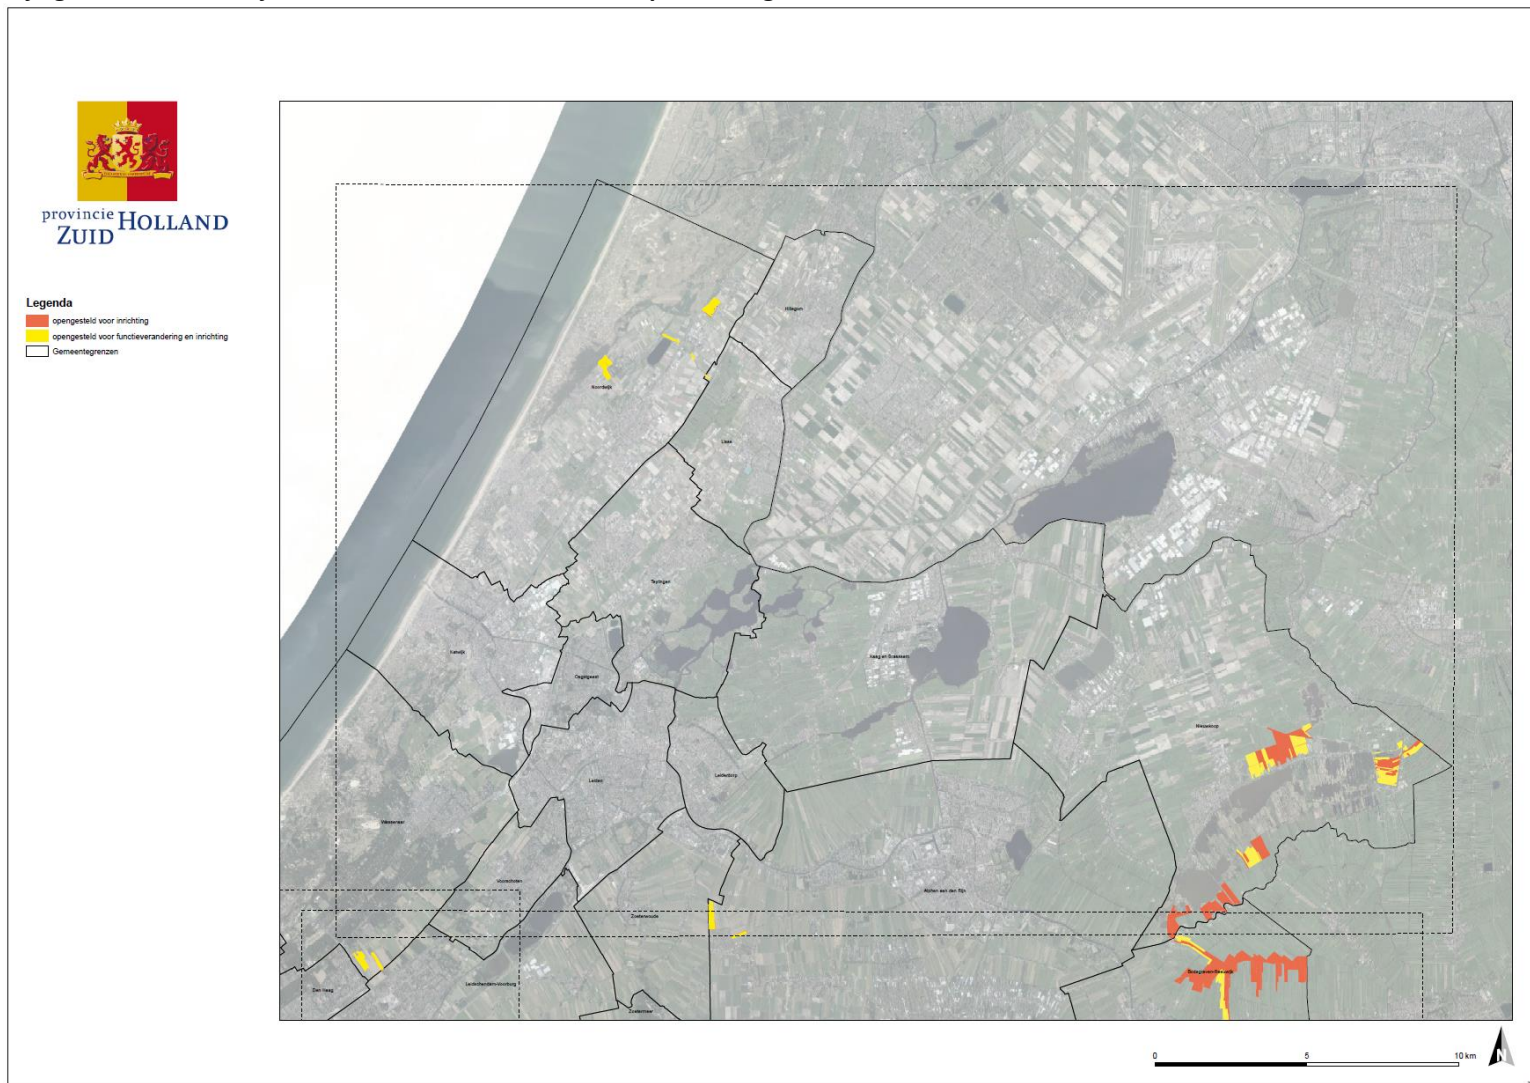 provincie HOLLAND
ZUID
Legenda
opengesteld voor inrichting
opengesteld voor functieverandering en inrichting
Gemeentegrenzen
Hillegom
Noordwijk
Lisse
Teylingen
Katwijk
Kaag en Braassem
Oegstgeest
Nieuwkoop
Leiderdorp
Leiden
Wassenaar
Voorschoten
Alphen aan den Rijn
Zoeterwoude
Bodegraven-Reeuwijk
Leidschendam-Voorburg
Den Haag
Zoetermeer
0 5 10 km
N